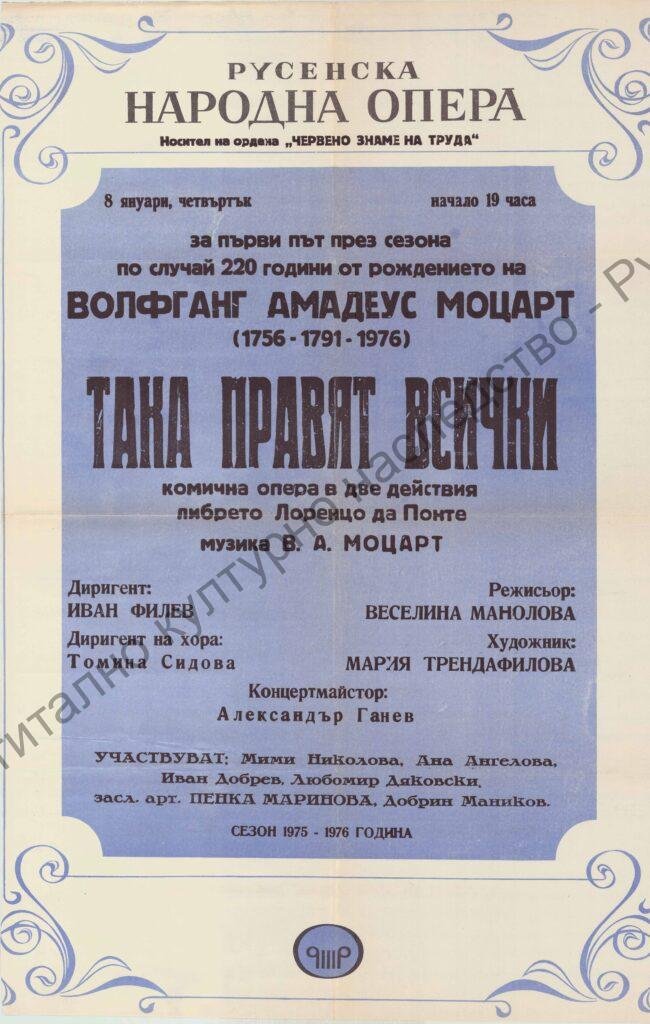 РУСЕНСКА
НАРОДНА ОПЕРА
Носител на ордена „ЧЕРВЕНО ЗНАМЕ НА ТРУДА“
8 януари, четвъртък начало 19 часа
за първи път през сезона
по случай 220 години от рождението на
ВОЛФГАНГ АМАДЕУС МОЦАРТ
(1756 - 1791 - 1976)
ТАКА ПРАВЯТ ВСИЧКИ
комична опера в две действия
либрето Лоренцо да Понте
музика В. А. МОЦАРТ
Диригент: Режисьор:
ИВАН ФИЛЕВ ВЕСЕЛИНА МАНОЛОВА
Диригент на хора: Художник:
Томина Сидова МАРИЯ ТРЕНДАФИЛОВА
Концертмайстор:
Александър Ганев
УЧАСТВУВАТ: Мими Николова, Ана Ангелова,
Иван Добрев, Любомир Дяковски,
засл. арт. ПЕНКА МАРИНОВА, Добрин Маников.
СЕЗОН 1975 - 1976 ГОДИНА
културно наследство - Ру